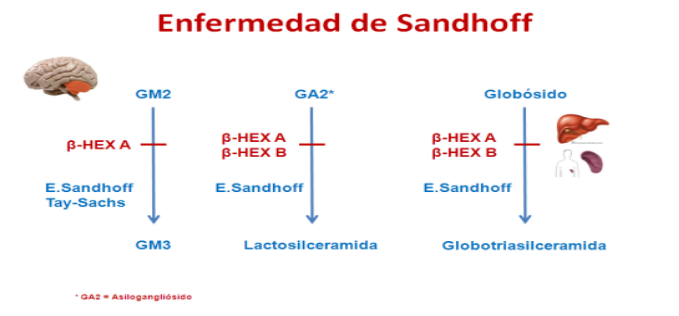 Enfermedad de Sandhoff
GM2
GA2*
Globósido
β-HEX A
β-HEX A
β-HEX B
β-HEX A
β-HEX B
E.Sandhoff
Tay-Sachs
E.Sandhoff
E.Sandhoff
GM3
Lactosilceramida
Globotriasilceramida
* GA2 = Asilogangliósido